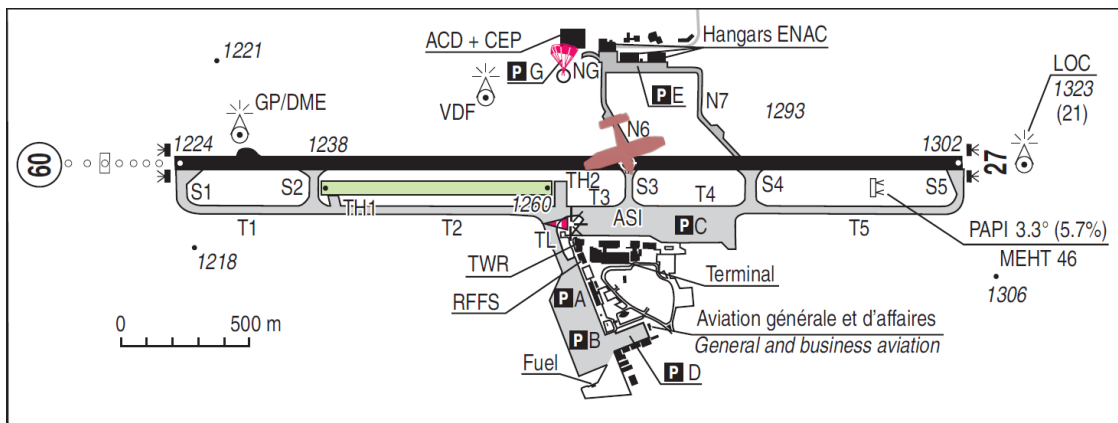 1221
ACD + CEP
Hangars ENAC
P G
NG
LOC
1323
(21)
GP/DME
VDF
P E
N7
1293
N6
1224
1238
1302
09
27
S1
S2
TH2
S3
S4
S5
TH1
1260
T3
T4
T1
T2
ASI
P C
T5
TL
PAPI 3.3° (5.7%)
MEHT 46
1218
TWR
Terminal
1306
RFFS
P A
0
500 m
Aviation générale et d'affaires
General and business aviation
P B
Fuel
P D